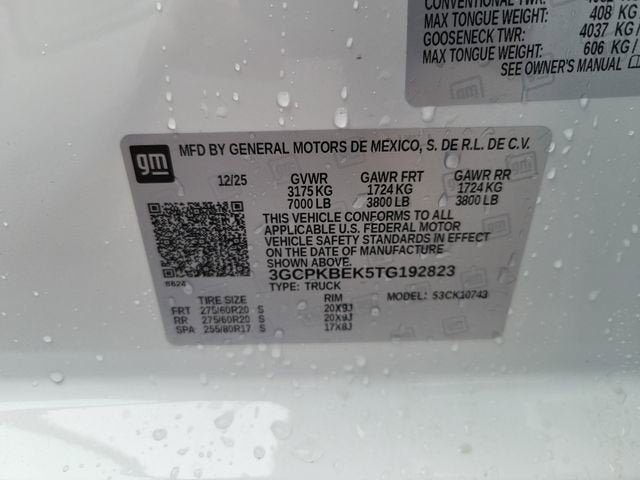 CONVENTIONAL TWR:
MAX TONGUE WEIGHT: 408 KG
GOOSENECK TWR: 4037 KG/
MAX TONGUE WEIGHT: 606 KG/
SEE OWNER'S MANUAL
gm
MFD BY GENERAL MOTORS DE MEXICO, S. DE R.L. DE C.V.
12/25 GVWR GAWR FRT GAWR RR
3175 KG 1724 KG 1724 KG
7000 LB 3800 LB 3800 LB
THIS VEHICLE CONFORMS TO ALL
APPLICABLE U.S. FEDERAL MOTOR
VEHICLE SAFETY STANDARDS IN EFFECT
ON THE DATE OF MANUFACTURE
SHOWN ABOVE.
3GCPKBEK5TG192823
6624
TYPE: TRUCK MODEL: 53CK10743
TIRE SIZE RIM
FRT 275/60R20 S 20X9J
RR 275/60R20 S 20X9J
SPA 255/80R17 S 17X8J